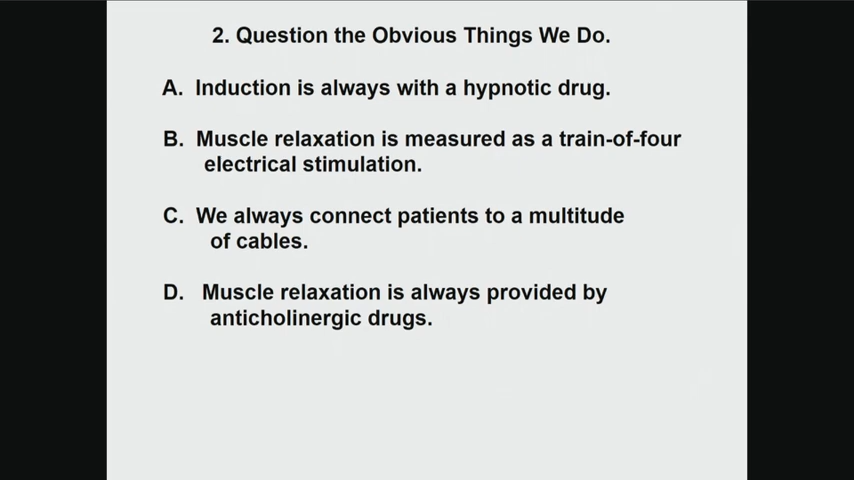 2. Question the Obvious Things We Do.
A. Induction is always with a hypnotic drug.
B. Muscle relaxation is measured as a train-of-four
electrical stimulation.
C. We always connect patients to a multitude
of cables.
D. Muscle relaxation is always provided by
anticholinergic drugs.